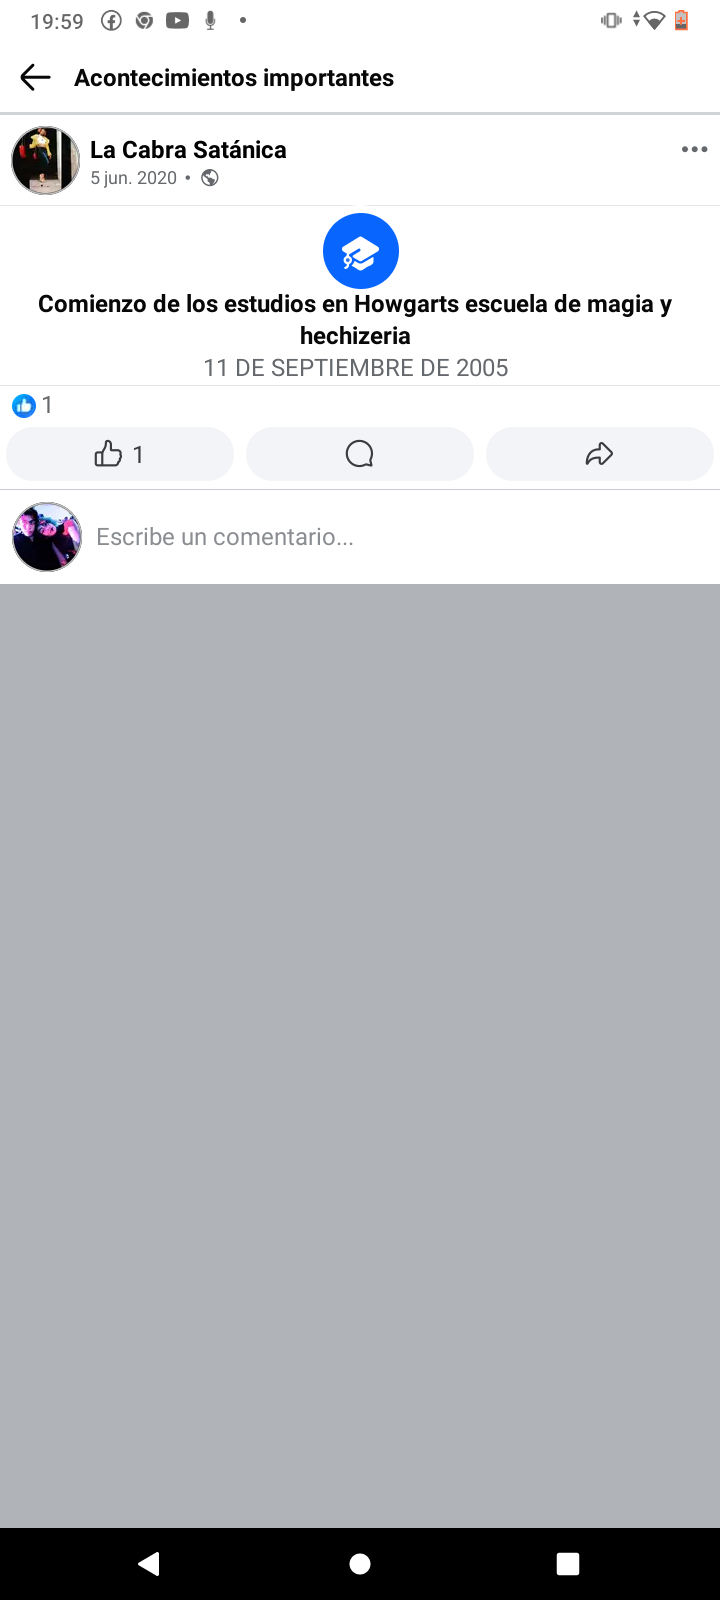 19:59
Acontecimientos importantes
La Cabra Satánica
5 jun. 2020 •
Comienzo de los estudios en Howgarts escuela de magia y
hechizeria
11 DE SEPTIEMBRE DE 2005
1
1
Escribe un comentario...